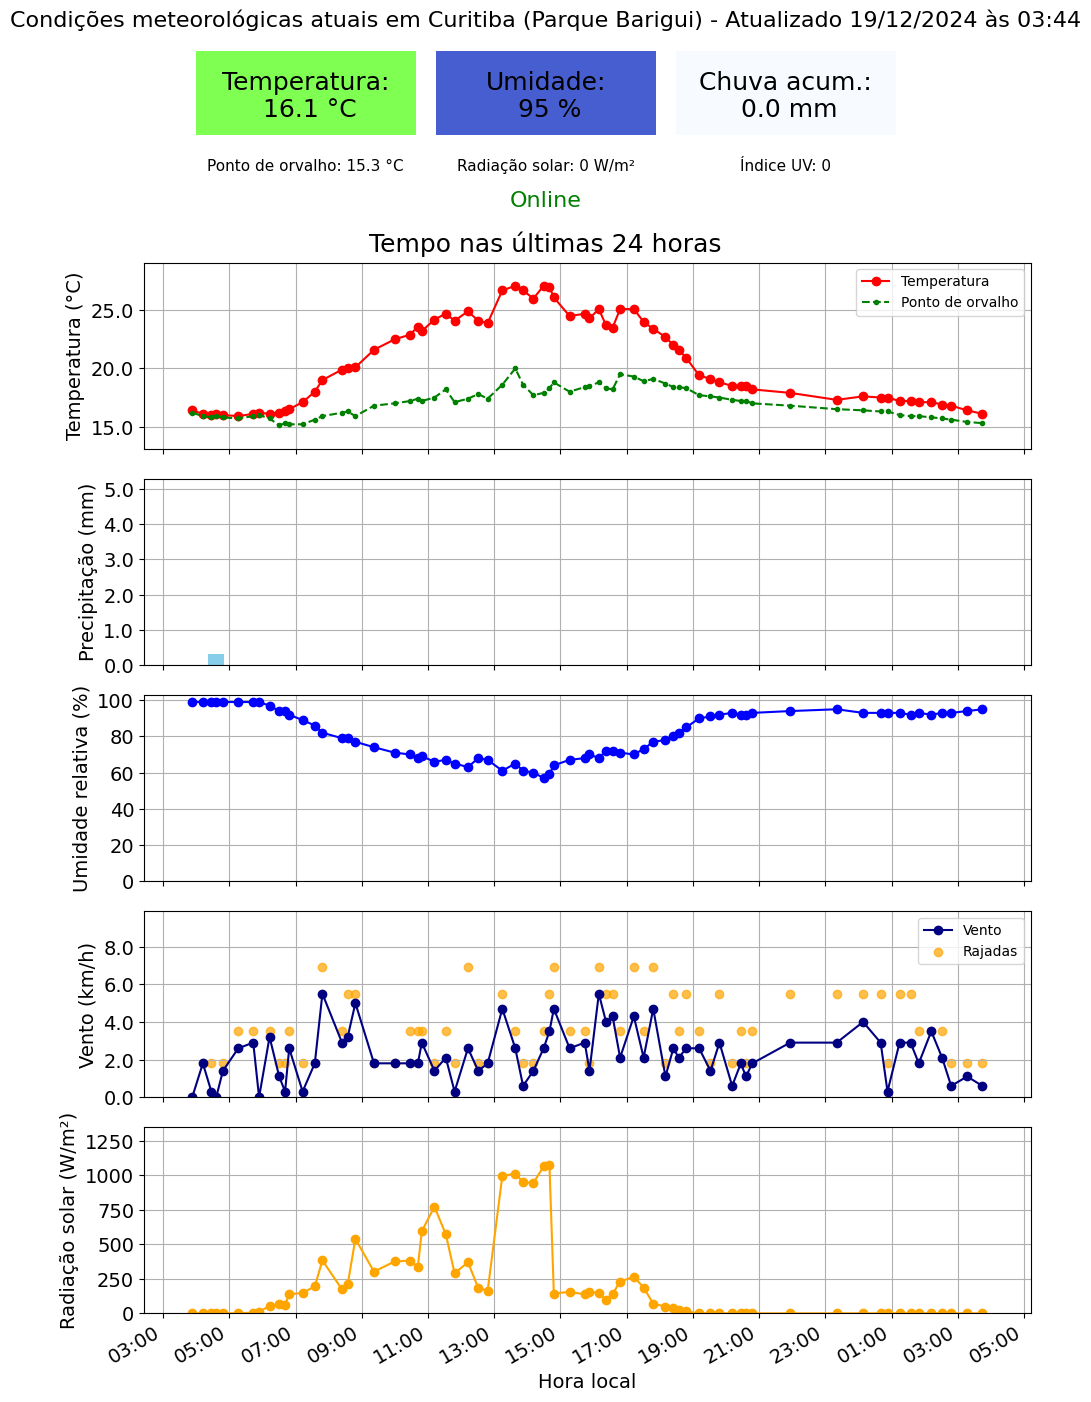 Condições meteorológicas atuais em Curitiba (Parque Barigui) - Atualizado 19/12/2024 às 03:44
Temperatura:
16.1 °C
Umidade:
95 %
Chuva acum.:
0.0 mm
Ponto de orvalho: 15.3 °C
Radiação solar: 0 W/m²
Índice UV: 0
Online
Tempo nas últimas 24 horas
Temperatura (°C)
25.0
20.0
15.0
Temperatura
Ponto de orvalho
Precipitação (mm)
5.0
4.0
3.0
2.0
1.0
0.0
Umidade relativa (%)
100
80
60
40
20
0
Vento (km/h)
8.0
6.0
4.0
2.0
0.0
Vento
Rajadas
Radiação solar (W/m²)
1250
1000
750
500
250
0
03:00
05:00
07:00
09:00
11:00
13:00
15:00
17:00
19:00
21:00
23:00
01:00
03:00
05:00
Hora local